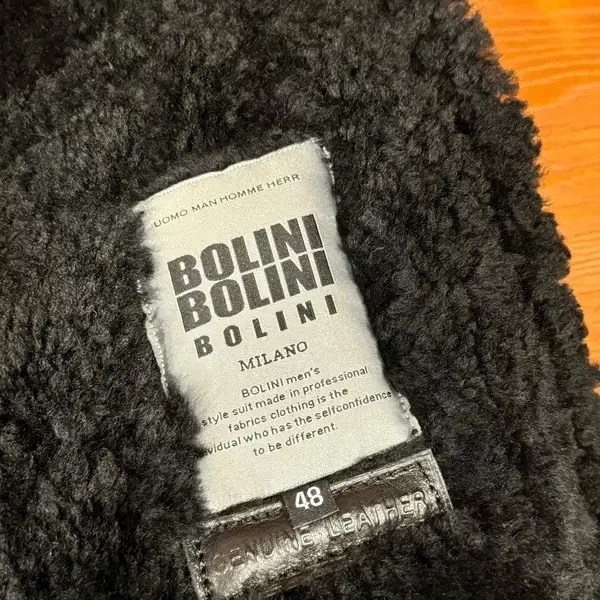 UOMO MAN HOMME HERR
BOLINI
BOLINI
BOLINI
MILANO
BOLINI men's
style suit made in professional
fabrics clothing is the
ividual who has the selfconfidence
to be different.
48
GENUINE LEATHER